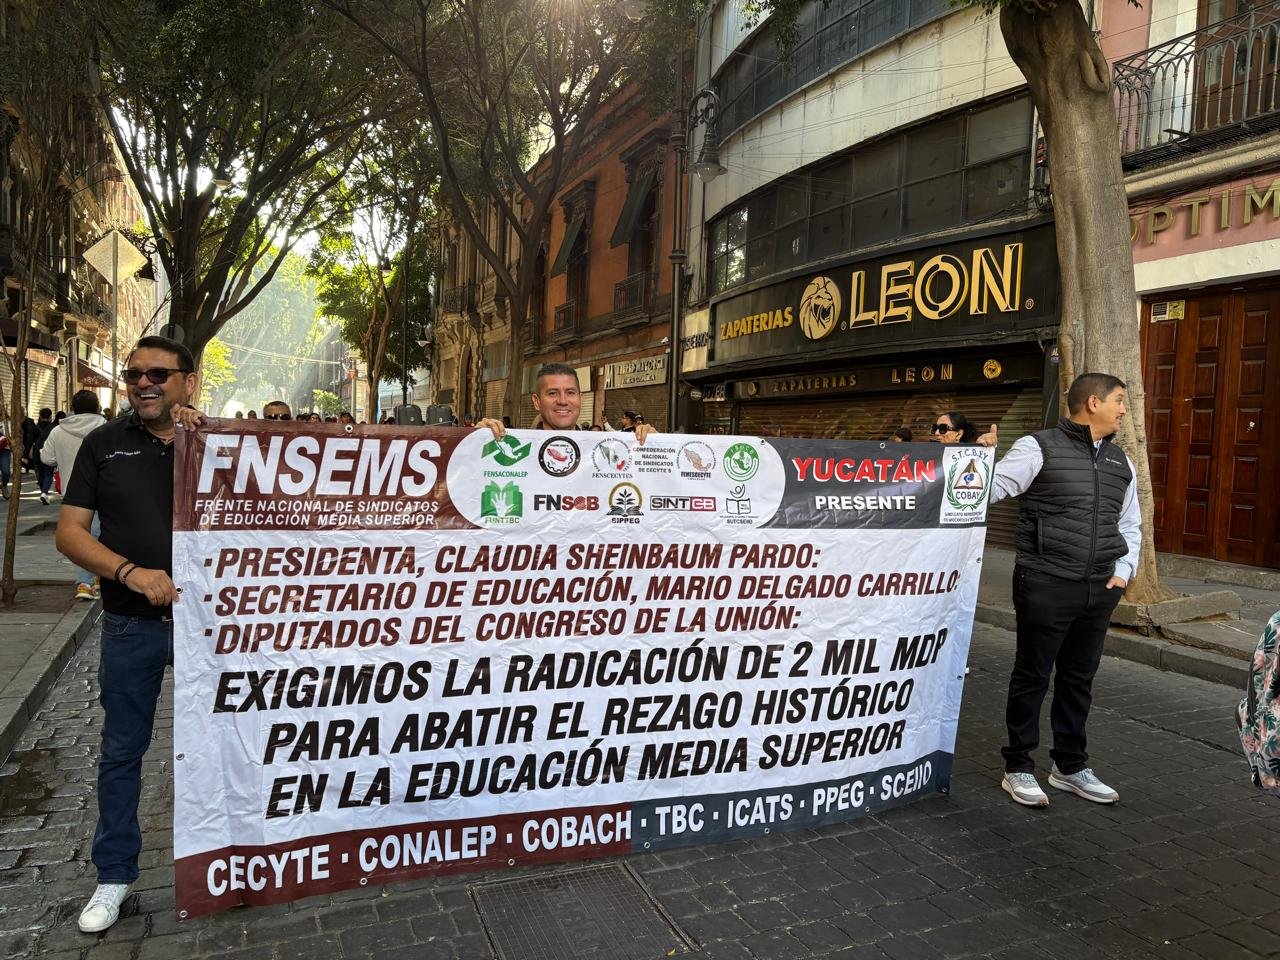 ZAPATERIAS LEON
ZAPATERIAS LEON
OPTIM
FNSEMS
FRENTE NACIONAL DE SINDICATOS
DE EDUCACIÓN MEDIA SUPERIOR
FENSACONALEP
FENSCECYTES
CONFEDERACIÓN
NACIONAL
DE SINDICATOS
DE CECYTE´S
FEMESCECYTE
FUNTTBC
FNSCB
SIPPEG
SINTCB
SUTCSEIIO
YUCATÁN
PRESENTE
S.T.C.B.E.Y
COBAY
·PRESIDENTA, CLAUDIA SHEINBAUM PARDO:
·SECRETARIO DE EDUCACIÓN, MARIO DELGADO CARRILLO:
·DIPUTADOS DEL CONGRESO DE LA UNIÓN:
EXIGIMOS LA RADICACIÓN DE 2 MIL MDP
PARA ABATIR EL REZAGO HISTÓRICO
EN LA EDUCACIÓN MEDIA SUPERIOR
CECYTE · CONALEP · COBACH · TBC · ICATS · PPEG · SCEIIO